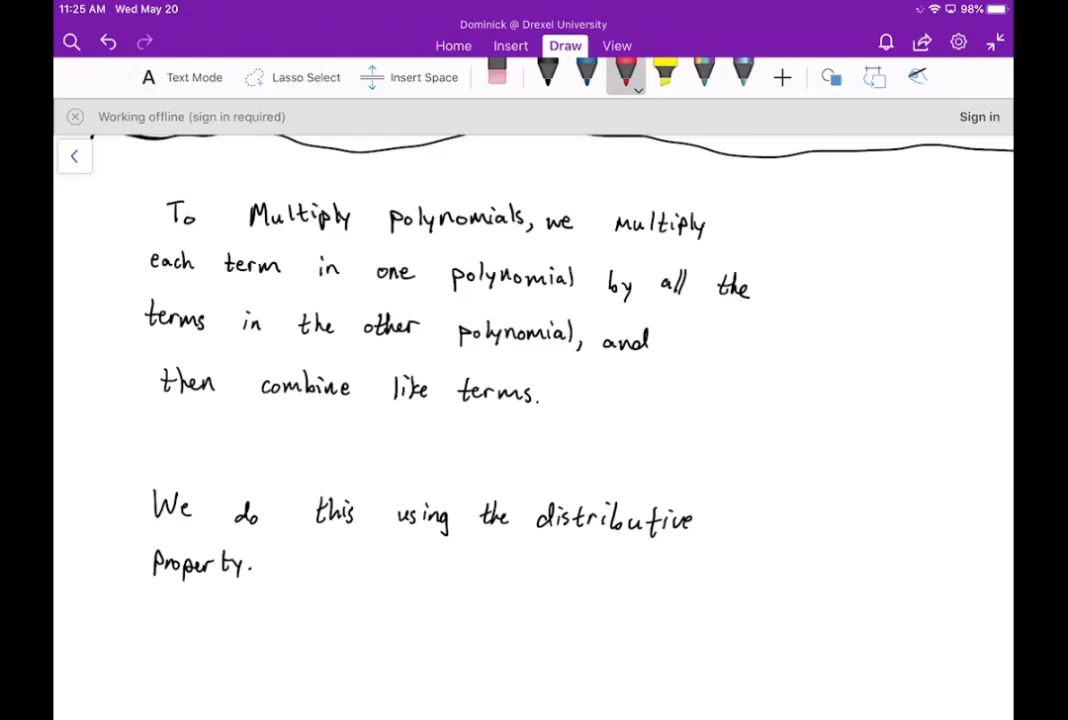 11:25 AM Wed May 20
98%
Dominick @ Drexel University
Home Insert Draw View
A Text Mode Lasso Select Insert Space
Working offline (sign in required) Sign in
To Multiply polynomials, we multiply
each term in one polynomial by all the
terms in the other polynomial, and
then combine like terms.
We do this using the distributive
Property.